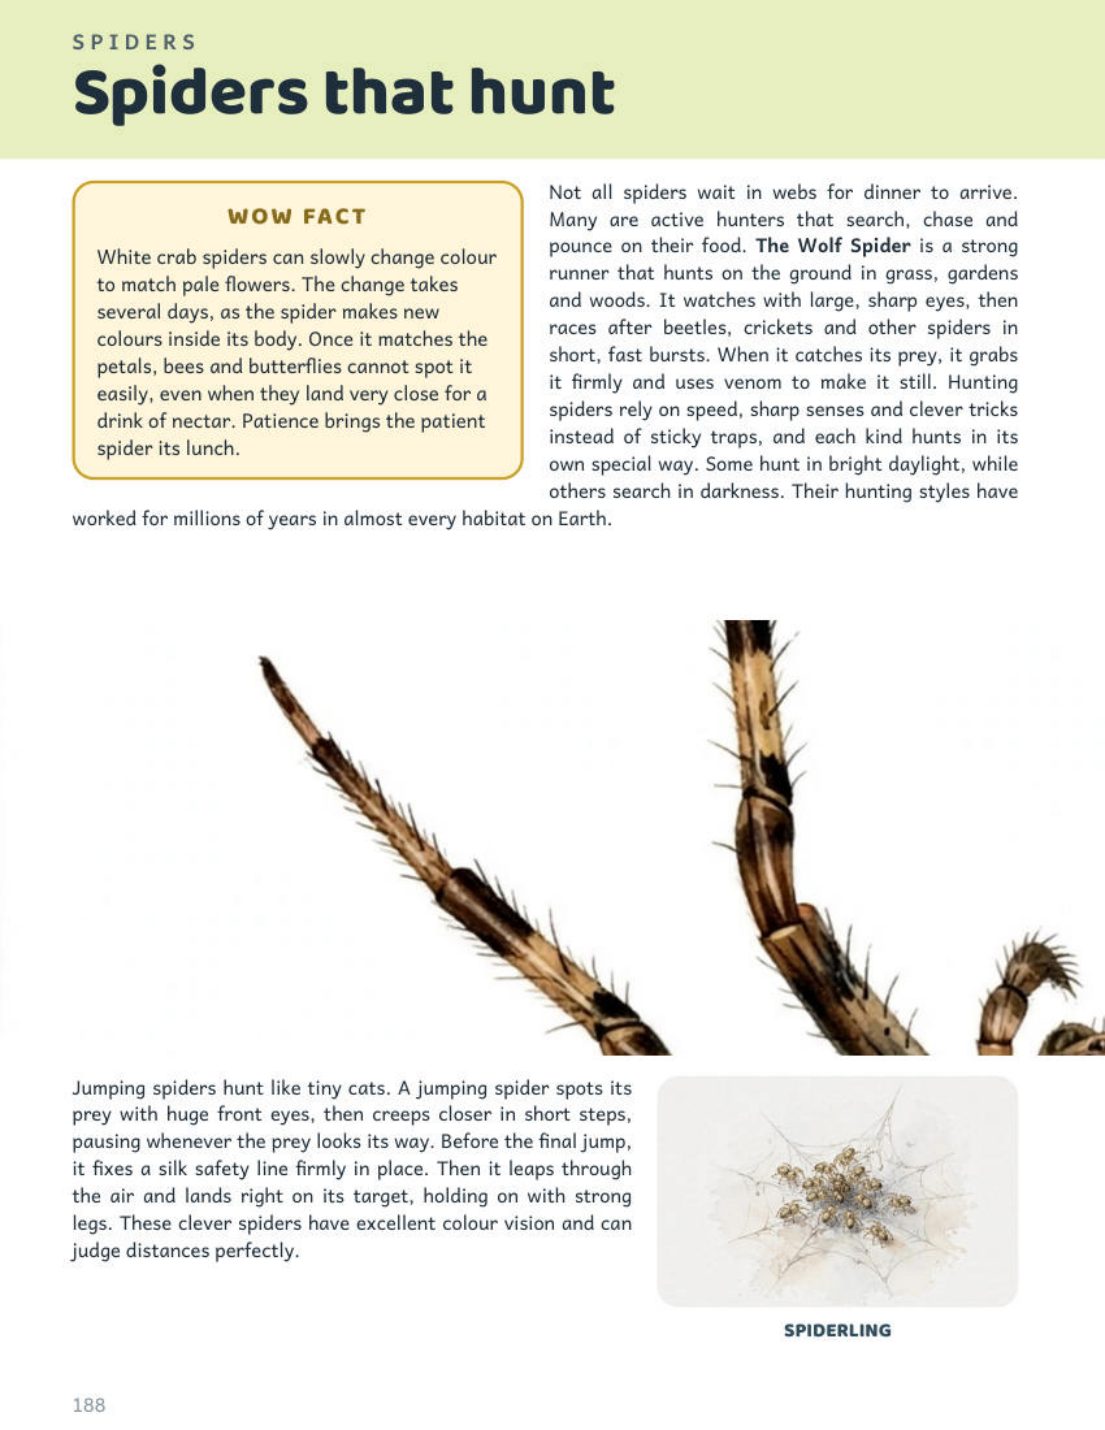 SPIDERS
Spiders that hunt
WOW FACT
White crab spiders can slowly change colour
to match pale flowers. The change takes
several days, as the spider makes new
colours inside its body. Once it matches the
petals, bees and butterflies cannot spot it
easily, even when they land very close for a
drink of nectar. Patience brings the patient
spider its lunch.
Not all spiders wait in webs for dinner to arrive.
Many are active hunters that search, chase and
pounce on their food. The Wolf Spider is a strong
runner that hunts on the ground in grass, gardens
and woods. It watches with large, sharp eyes, then
races after beetles, crickets and other spiders in
short, fast bursts. When it catches its prey, it grabs
it firmly and uses venom to make it still. Hunting
spiders rely on speed, sharp senses and clever tricks
instead of sticky traps, and each kind hunts in its
own special way. Some hunt in bright daylight, while
others search in darkness. Their hunting styles have
worked for millions of years in almost every habitat on Earth.
Jumping spiders hunt like tiny cats. A jumping spider spots its
prey with huge front eyes, then creeps closer in short steps,
pausing whenever the prey looks its way. Before the final jump,
it fixes a silk safety line firmly in place. Then it leaps through
the air and lands right on its target, holding on with strong
legs. These clever spiders have excellent colour vision and can
judge distances perfectly.
SPIDERLING
188